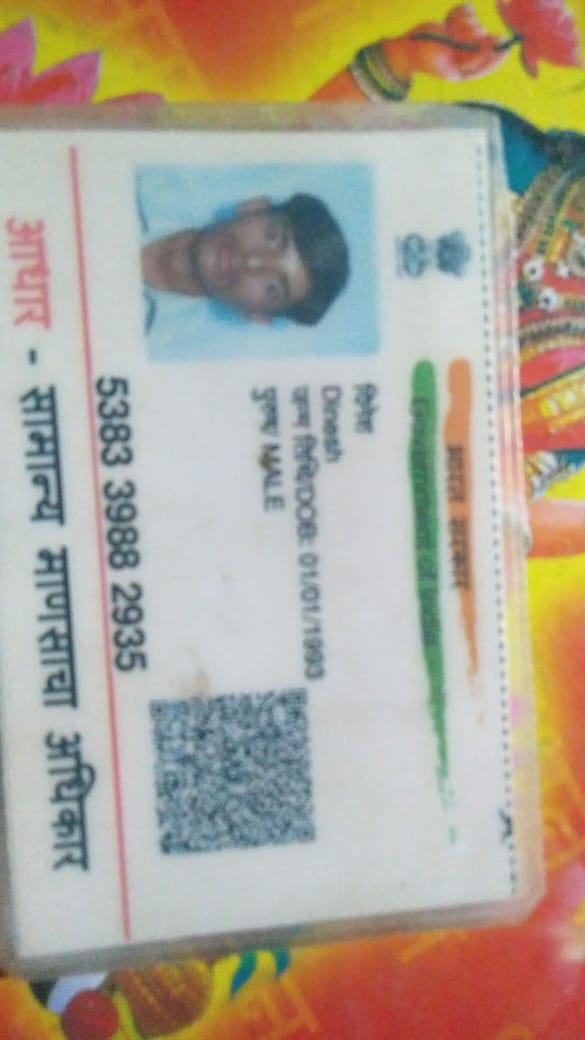 भारत सरकार
Government of India
दिनेश
Dinesh
जन्म तिथि/DOB: 01/01/1993
पुरुष/ MALE
5383 3988 2935
आधार - सामान्य माणसाचा अधिकार